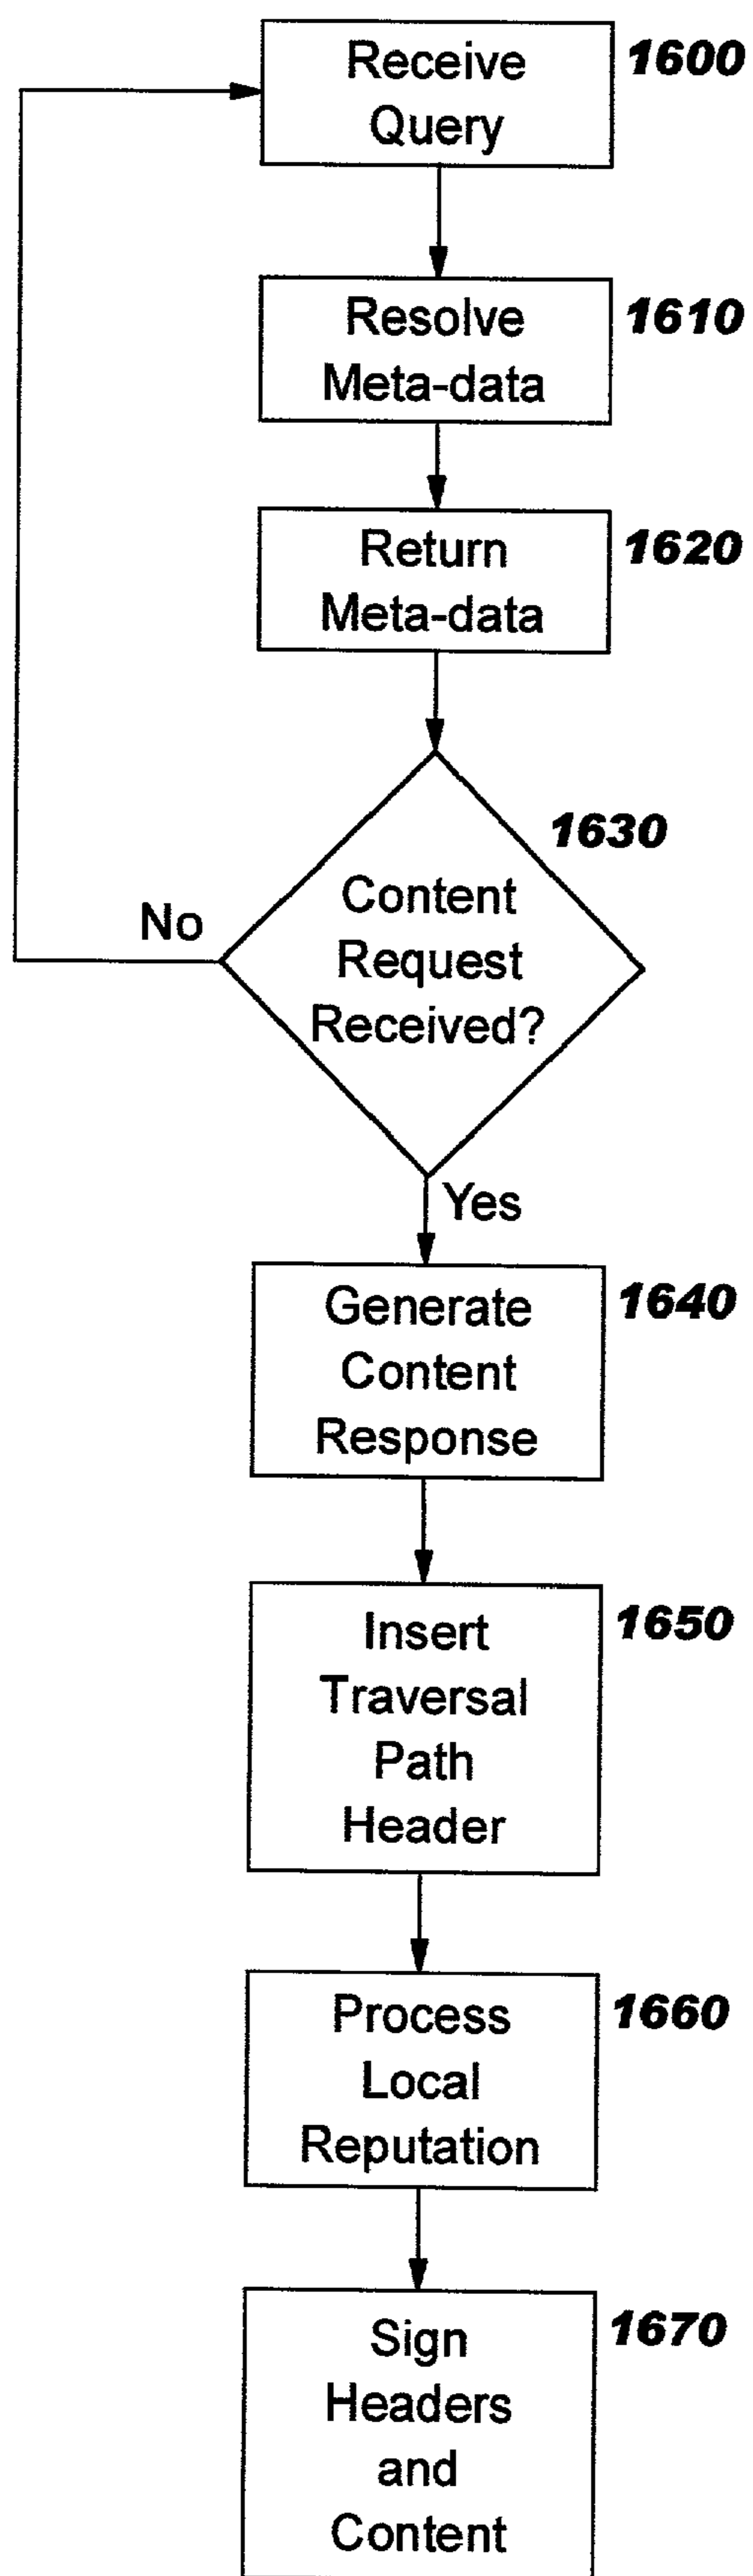 Receive
Query
1600
Resolve
Meta-data
1610
Return
Meta-data
1620
1630
Content
Request
Received?
No
Yes
Generate
Content
Response
1640
Insert
Traversal
Path
Header
1650
Process
Local
Reputation
1660
Sign
Headers
and
Content
1670